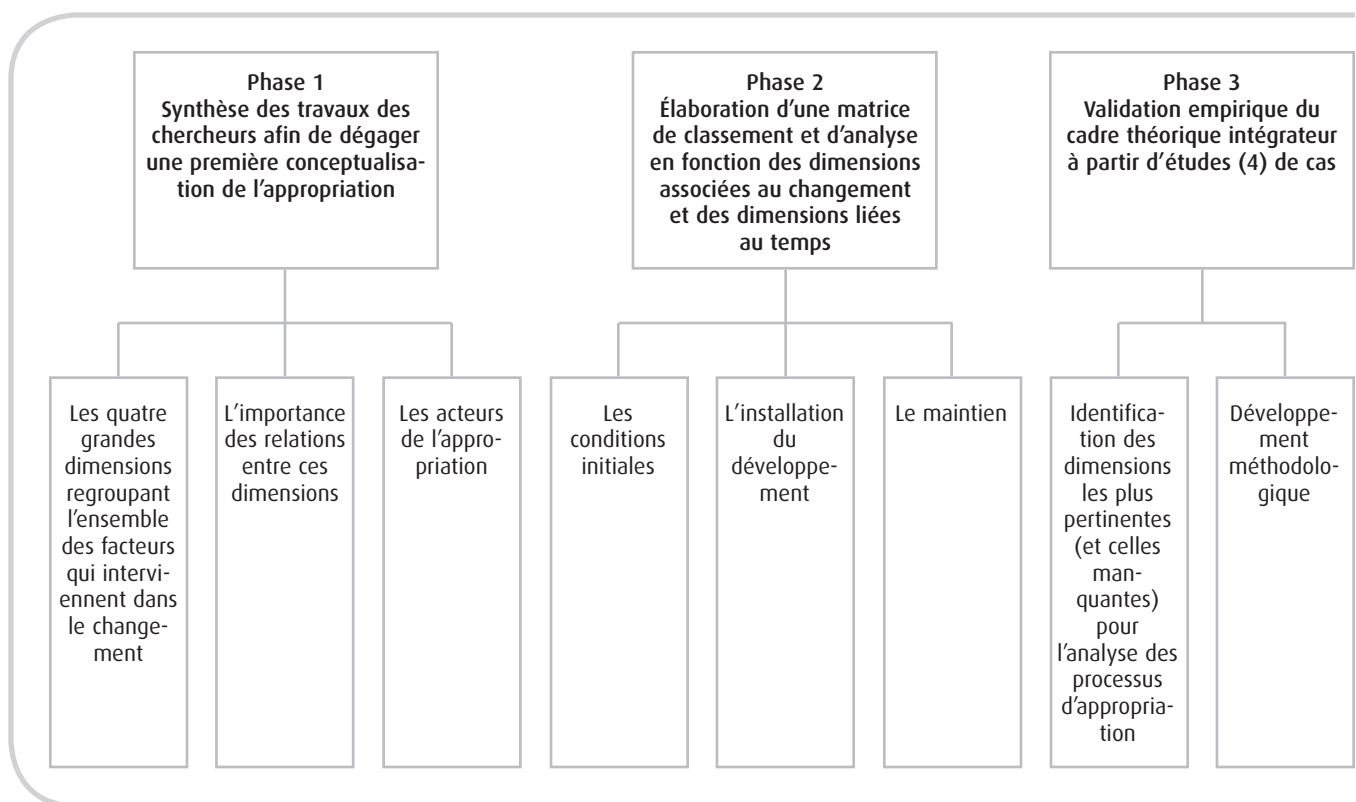 Phase 1
Synthèse des travaux des
chercheurs afin de dégager
une première conceptualisa-
tion de l'appropriation
Phase 2
Élaboration d'une matrice
de classement et d'analyse
en fonction des dimensions
associées au changement
et des dimensions liées
au temps
Phase 3
Validation empirique du
cadre théorique intégrateur
à partir d'études (4) de cas
Les quatre
grandes
dimensions
regroupant
l'ensemble
des facteurs
qui intervi-
ennent dans
le change-
ment
L'importance
des relations
entre ces
dimensions
Les acteurs
de l'appro-
priation
Les
conditions
initiales
L'installation
du
développe-
ment
Le maintien
Identifica-
tion des
dimensions
les plus
pertinentes
(et celles
man-
quantes)
pour
l'analyse des
processus
d'appropria-
tion
Développe-
ment
méthodolo-
gique